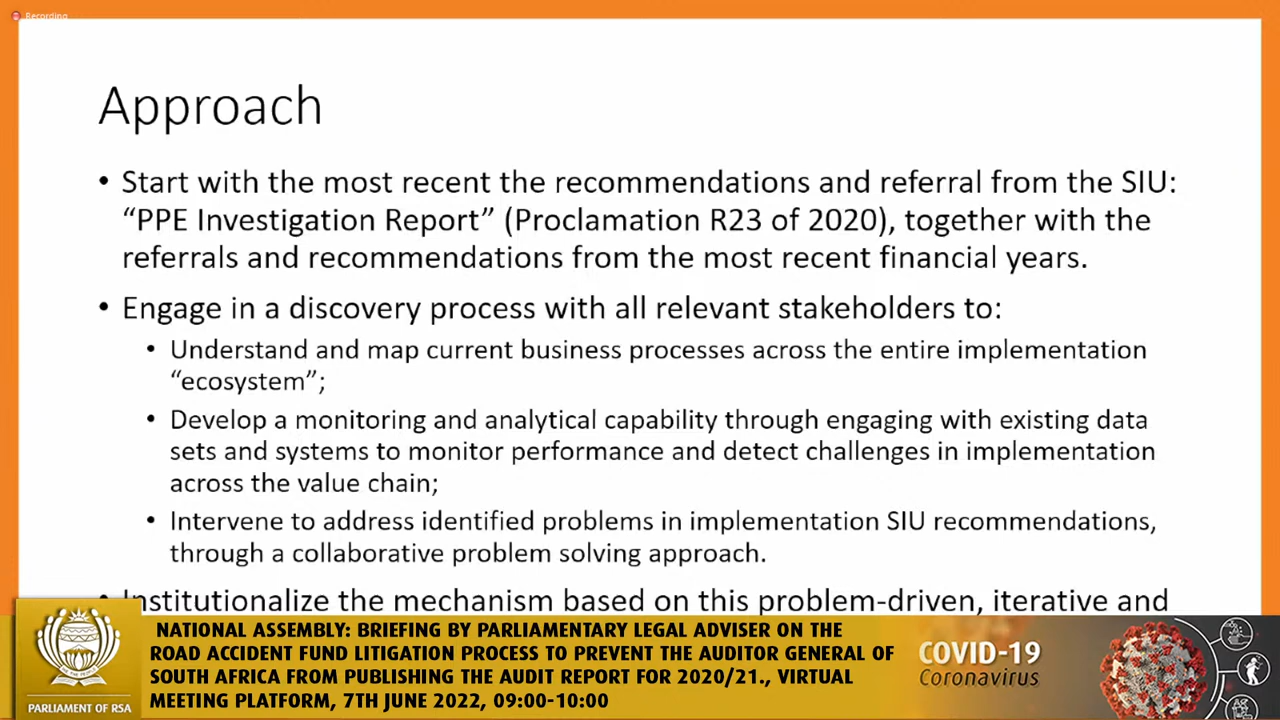 Recording
Approach
• Start with the most recent the recommendations and referral from the SIU:
“PPE Investigation Report” (Proclamation R23 of 2020), together with the
referrals and recommendations from the most recent financial years.
• Engage in a discovery process with all relevant stakeholders to:
• Understand and map current business processes across the entire implementation
“ecosystem”;
• Develop a monitoring and analytical capability through engaging with existing data
sets and systems to monitor performance and detect challenges in implementation
across the value chain;
• Intervene to address identified problems in implementation SIU recommendations,
through a collaborative problem solving approach.
• Institutionalize the mechanism based on this problem-driven, iterative and
NATIONAL ASSEMBLY: BRIEFING BY PARLIAMENTARY LEGAL ADVISER ON THE
ROAD ACCIDENT FUND LITIGATION PROCESS TO PREVENT THE AUDITOR GENERAL OF
SOUTH AFRICA FROM PUBLISHING THE AUDIT REPORT FOR 2020/21., VIRTUAL
MEETING PLATFORM, 7TH JUNE 2022, 09:00-10:00
PARLIAMENT OF RSA
COVID-19
Coronavirus